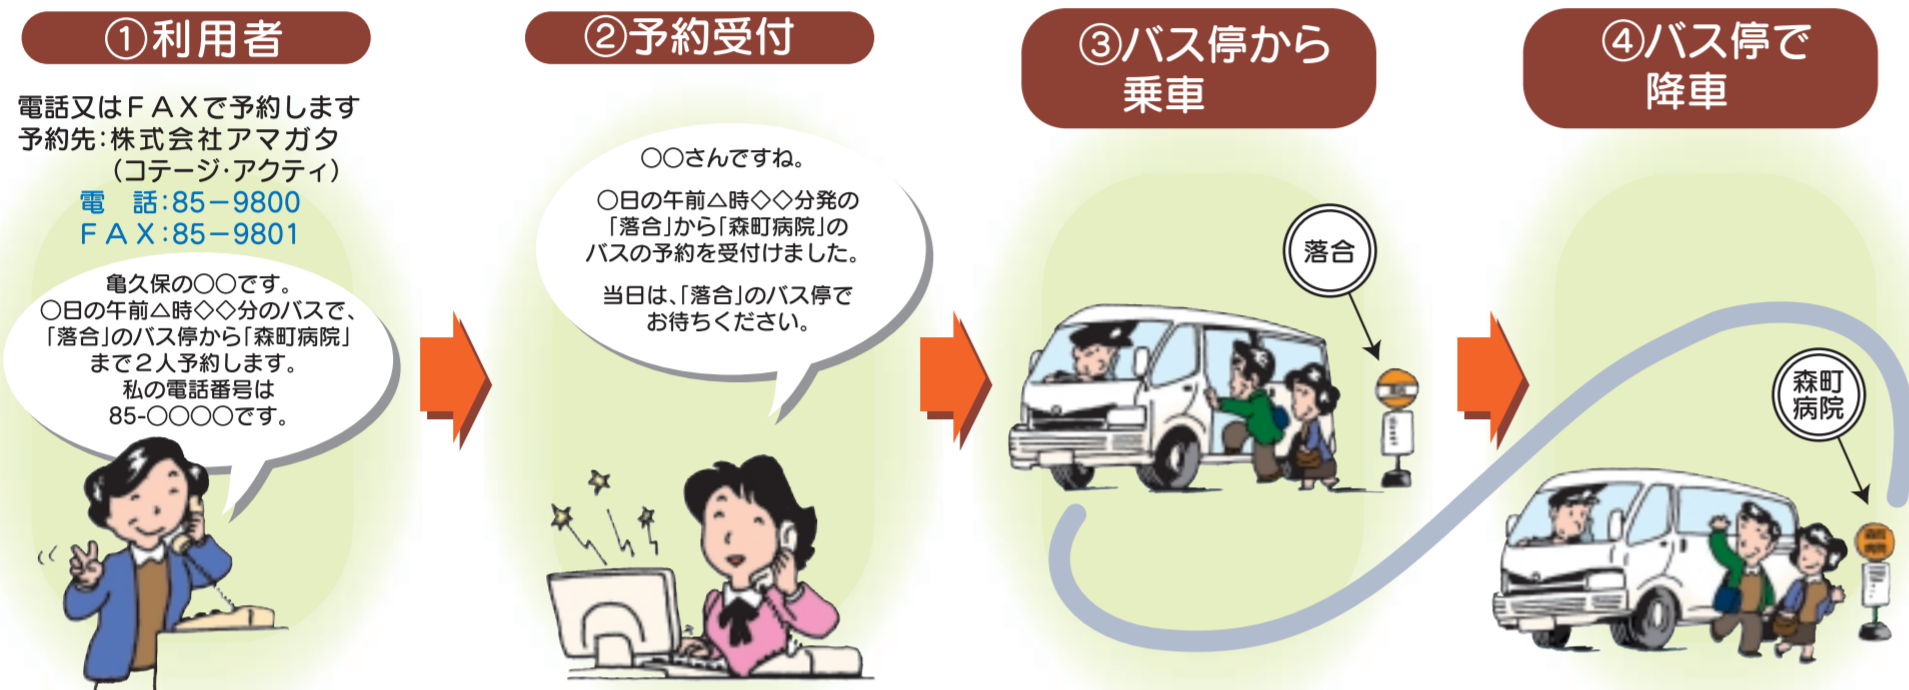 ①利用者
電話又はＦＡＸで予約します
予約先:株式会社アマガタ
（コテージ・アクティ）
電　話:85－9800
ＦＡＸ:85－9801
亀久保の○○です。
○日の午前△時◇◇分のバスで、
「落合」のバス停から「森町病院」
まで２人予約します。
私の電話番号は
85-○○○○です。
②予約受付
○○さんですね。
○日の午前△時◇◇分発の
「落合」から「森町病院」の
バスの予約を受付けました。
当日は、「落合」のバス停で
お待ちください。
③バス停から
乗車
落合
④バス停で
降車
森町
病院
森町
病院